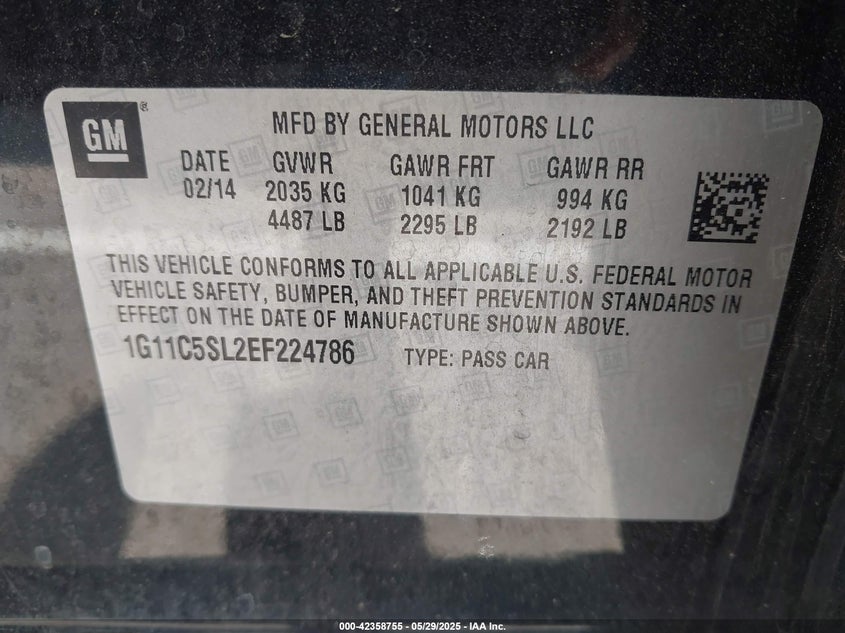 GM
®
MFD BY GENERAL MOTORS LLC
DATE GVWR GAWR FRT GAWR RR
02/14 2035 KG 1041 KG 994 KG
4487 LB 2295 LB 2192 LB
THIS VEHICLE CONFORMS TO ALL APPLICABLE U.S. FEDERAL MOTOR
VEHICLE SAFETY, BUMPER, AND THEFT PREVENTION STANDARDS IN
EFFECT ON THE DATE OF MANUFACTURE SHOWN ABOVE.
1G11C5SL2EF224786 TYPE: PASS CAR
000-42358755 - 05/29/2025 - IAA Inc.